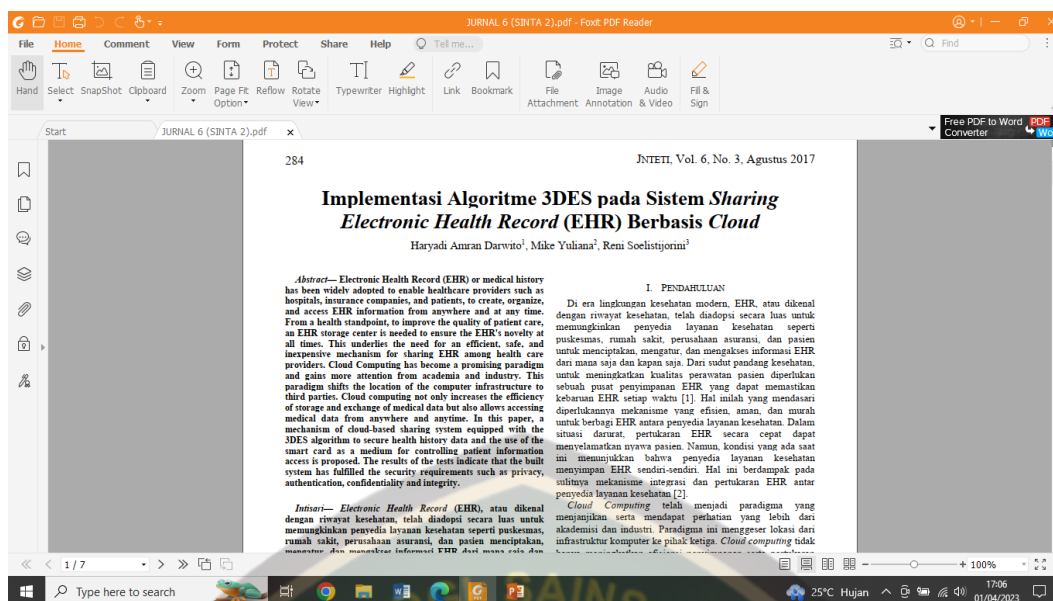 JURNAL 6 (SINTA 2).pdf - Foxit PDF Reader
File Home Comment View Form Protect Share Help Tell me... Find
Hand Select SnapShot Clipboard Zoom Page Fit Option Reflow Rotate View Typewriter Highlight Link Bookmark File Attachment Image Annotation Audio & Video Fill & Sign
Start JURNAL 6 (SINTA 2).pdf
Free PDF to Word Converter PDF
284 JNTETI, Vol. 6, No. 3, Agustus 2017
Implementasi Algoritme 3DES pada Sistem Sharing
Electronic Health Record (EHR) Berbasis Cloud
Haryadi Amran Darwito1, Mike Yuliana2, Reni Soelistijorini3
Abstract— Electronic Health Record (EHR) or medical history
has been widely adopted to enable healthcare providers such as
hospitals, insurance companies, and patients, to create, organize,
and access EHR information from anywhere and at any time.
From a health standpoint, to improve the quality of patient care,
an EHR storage center is needed to ensure the EHR's novelty at
all times. This underlies the need for an efficient, safe, and
inexpensive mechanism for sharing EHR among health care
providers. Cloud Computing has become a promising paradigm
and gains more attention from academia and industry. This
paradigm shifts the location of the computer infrastructure to
third parties. Cloud computing not only increases the efficiency
of storage and exchange of medical data but also allows accessing
medical data from anywhere and anytime. In this paper, a
mechanism of cloud-based sharing system equipped with the
3DES algorithm to secure health history data and the use of the
smart card as a medium for controlling patient information
access is proposed. The results of the tests indicate that the built
system has fulfilled the security requirements such as privacy,
authentication, confidentiality and integrity.
Intisari— Electronic Health Record (EHR), atau dikenal
dengan riwayat kesehatan, telah diadopsi secara luas untuk
memungkinkan penyedia layanan kesehatan seperti puskesmas,
rumah sakit, perusahaan asuransi, dan pasien menciptakan,
mengatur, dan mengakses informasi EHR dari mana saja dan
I. PENDAHULUAN
Di era lingkungan kesehatan modern, EHR, atau dikenal
dengan riwayat kesehatan, telah diadopsi secara luas untuk
memungkinkan penyedia layanan kesehatan seperti
puskesmas, rumah sakit, perusahaan asuransi, dan pasien
untuk menciptakan, mengatur, dan mengakses informasi EHR
dari mana saja dan kapan saja. Dari sudut pandang kesehatan,
untuk meningkatkan kualitas perawatan pasien diperlukan
sebuah pusat penyimpanan EHR yang dapat memastikan
kebaruan EHR setiap waktu [1]. Hal inilah yang mendasari
diperlukannya mekanisme yang efisien, aman, dan murah
untuk berbagi EHR antara penyedia layanan kesehatan. Dalam
situasi darurat, pertukaran EHR secara cepat dapat
menyelamatkan nyawa pasien. Namun, kondisi yang ada saat
ini menunjukkan bahwa penyedia layanan kesehatan
menyimpan EHR sendiri-sendiri. Hal ini berdampak pada
sulitnya mekanisme integrasi dan pertukaran EHR antar
penyedia layanan kesehatan [2].
Cloud Computing telah menjadi paradigma yang
menjanjikan serta mendapat perhatian yang lebih dari
akademisi dan industri. Paradigma ini menggeser lokasi dari
infrastruktur komputer ke pihak ketiga. Cloud computing tidak
hanya meningkatkan efisiensi penyimpanan serta pertukaran
1 / 7 100%
Type here to search 25°C Hujan 17:06
01/04/2023